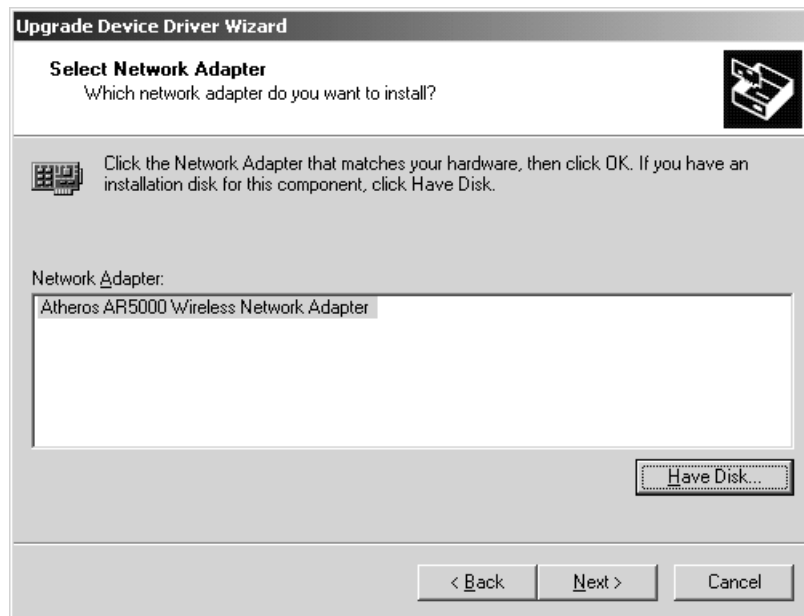 Upgrade Device Driver Wizard
Select Network Adapter
Which network adapter do you want to install?
Click the Network Adapter that matches your hardware, then click OK. If you have an
installation disk for this component, click Have Disk.
Network Adapter:
Atheros AR5000 Wireless Network Adapter
Have Disk...
< Back
Next >
Cancel